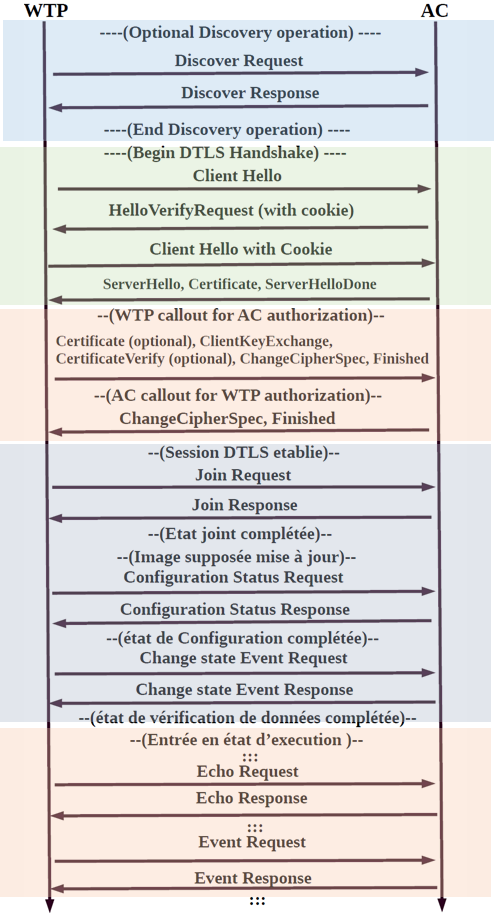 WTP AC
----(Optional Discovery operation) ----
Discover Request
Discover Response
----(End Discovery operation) ----
----(Begin DTLS Handshake) ----
Client Hello
HelloVerifyRequest (with cookie)
Client Hello with Cookie
ServerHello, Certificate, ServerHelloDone
--(WTP callout for AC authorization)--
Certificate (optional), ClientKeyExchange,
CertificateVerify (optional), ChangeCipherSpec, Finished
--(AC callout for WTP authorization)--
ChangeCipherSpec, Finished
--(Session DTLS etablie)--
Join Request
Join Response
--(Etat joint complétée)--
--(Image supposée mise à jour)--
Configuration Status Request
Configuration Status Response
--(état de Configuration complétée)--
Change state Event Request
Change state Event Response
--(état de vérification de données complétée)--
--(Entrée en état d’execution )--
:::
Echo Request
Echo Response
:::
Event Request
Event Response
:::